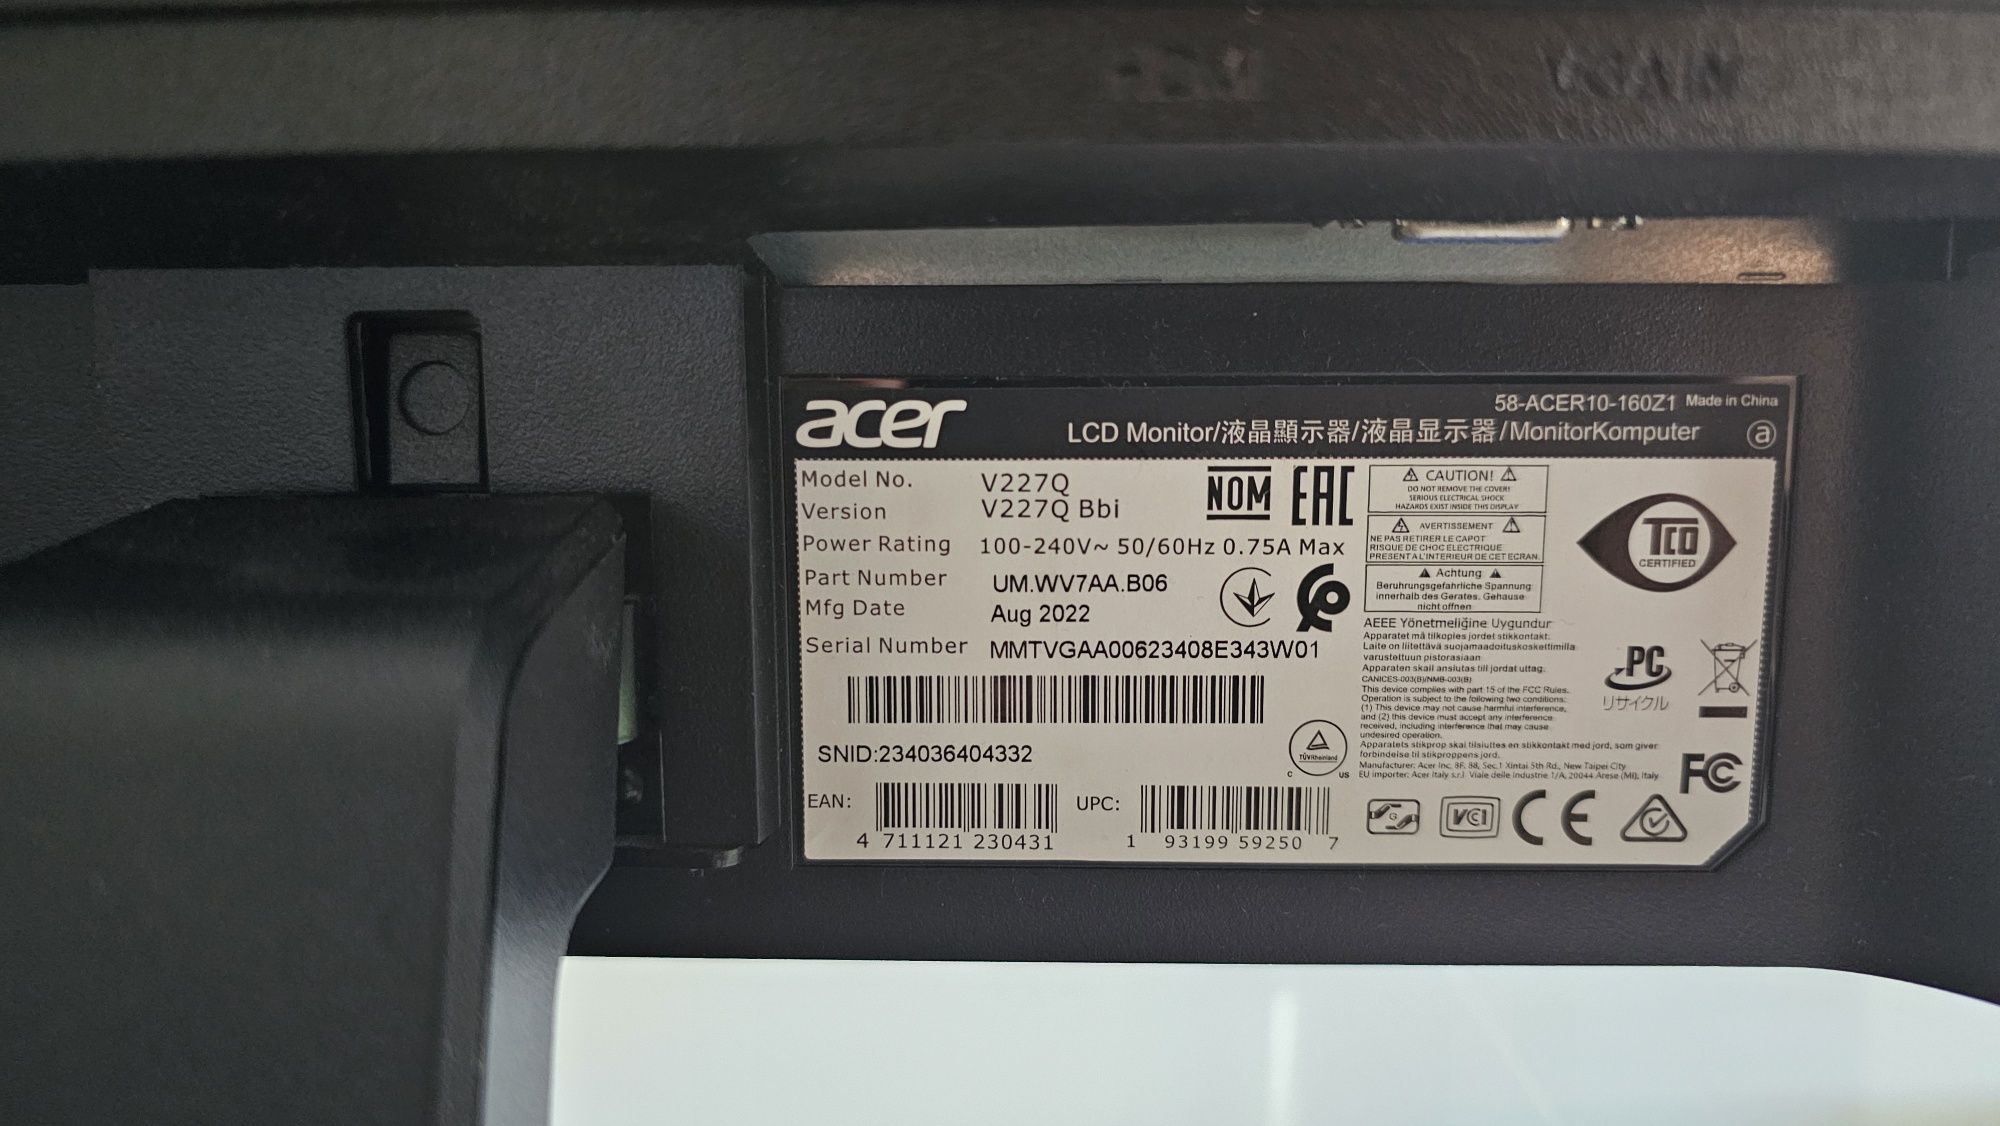 acer
58-ACER10-160Z1 Made in China
LCD Monitor/液晶顯示器/液晶显示器/MonitorKomputer
a
Model No. V227Q
Version V227Q Bbi
Power Rating 100-240V~ 50/60Hz 0.75A Max
Part Number UM.WV7AA.B06
Mfg Date Aug 2022
Serial Number MMTVGAA00623408E343W01
SNID:234036404332
EAN:
4 711121 230431
UPC:
1 93199 59250 7
NOM
EAC
CAUTION!
DO NOT REMOVE THE COVER!
SERIOUS ELECTRICAL SHOCK
HAZARDS EXIST INSIDE THIS DISPLAY
AVERTISSEMENT
NE PAS RETIRER LE CAPOT
RISQUE DE CHOC ELECTRIQUE
PRESENT A L'INTERIEUR DE CET ECRAN.
Achtung
Beruhrungsgefahrliche Spannung
innerhalb des Gerates. Gehause
nicht offnen
TCO
CERTIFIED
AEEE Yönetmeliğine Uygundur
Apparatet må tilkoples jordet stikkontakt.
Laite on liitettävä suojamaadoituskoskettimilla
varustettuun pistorasiaan
Apparaten skall anslutas till jordat uttag.
CANICES-003(B)/NMB-003(B)
This device complies with part 15 of the FCC Rules.
Operation is subject to the following two conditions:
(1) This device may not cause harmful interference,
and (2) this device must accept any interference
received, including interference that may cause
undesired operation.
Apparatets stikprop skal tilsluttes en stikkontakt med jord, som giver
forbindelse til stikproppens jord.
Manufacturer: Acer Inc. 8F, 88, Sec.1 Xintai 5th Rd., New Taipei City
EU importer: Acer Italy s.r.l Viale delle Industrie 1/A, 20044 Arese (MI), Italy
PC
リサイクル
TÜVRheinland
C US
FC
G
VCCI
CE